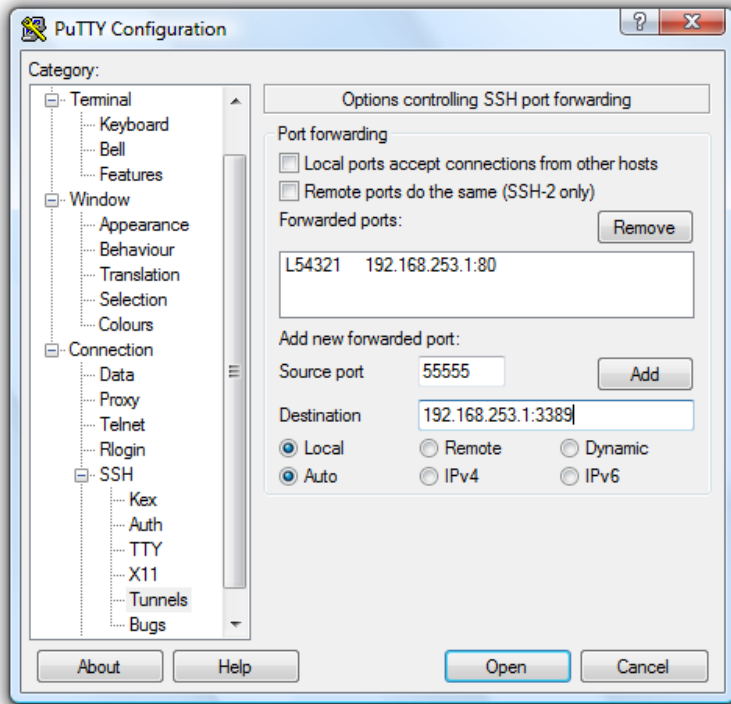 PuTTY Configuration
Category:
Terminal
Keyboard
Bell
Features
Window
Appearance
Behaviour
Translation
Selection
Colours
Connection
Data
Proxy
Telnet
Rlogin
SSH
Kex
Auth
TTY
X11
Tunnels
Bugs
Options controlling SSH port forwarding
Port forwarding
Local ports accept connections from other hosts
Remote ports do the same (SSH-2 only)
Forwarded ports:
Remove
L54321 192.168.253.1:80
Add new forwarded port:
Source port 55555 Add
Destination 192.168.253.1:3389
Local Remote Dynamic
Auto IPv4 IPv6
About Help Open Cancel